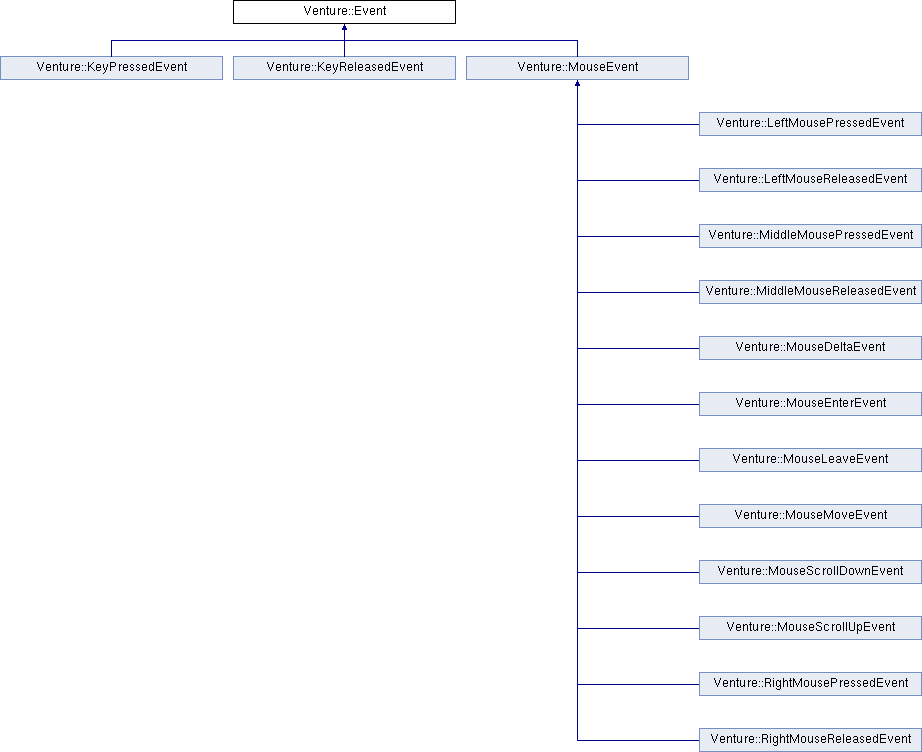 Venture::Event
Venture::KeyPressedEvent
Venture::KeyReleasedEvent
Venture::MouseEvent
Venture::LeftMousePressedEvent
Venture::LeftMouseReleasedEvent
Venture::MiddleMousePressedEvent
Venture::MiddleMouseReleasedEvent
Venture::MouseDeltaEvent
Venture::MouseEnterEvent
Venture::MouseLeaveEvent
Venture::MouseMoveEvent
Venture::MouseScrollDownEvent
Venture::MouseScrollUpEvent
Venture::RightMousePressedEvent
Venture::RightMouseReleasedEvent